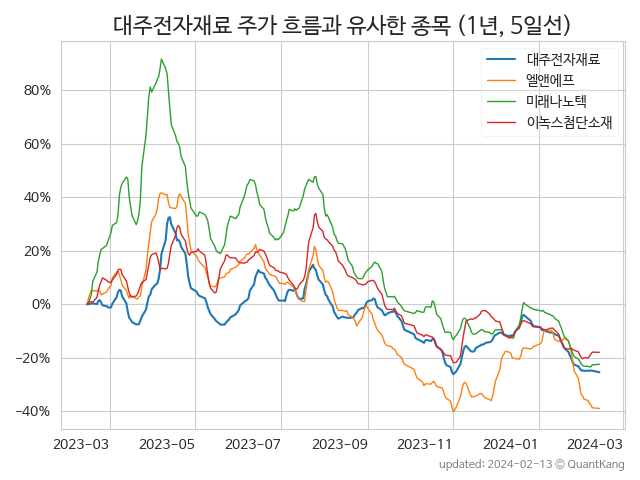 대주전자재료 주가 흐름과 유사한 종목 (1년, 5일선)
대주전자재료
엘앤에프
미래나노텍
이녹스첨단소재
80%
60%
40%
20%
0%
−20%
−40%
2023-03 2023-05 2023-07 2023-09 2023-11 2024-01 2024-03
updated: 2024-02-13 © QuantKang